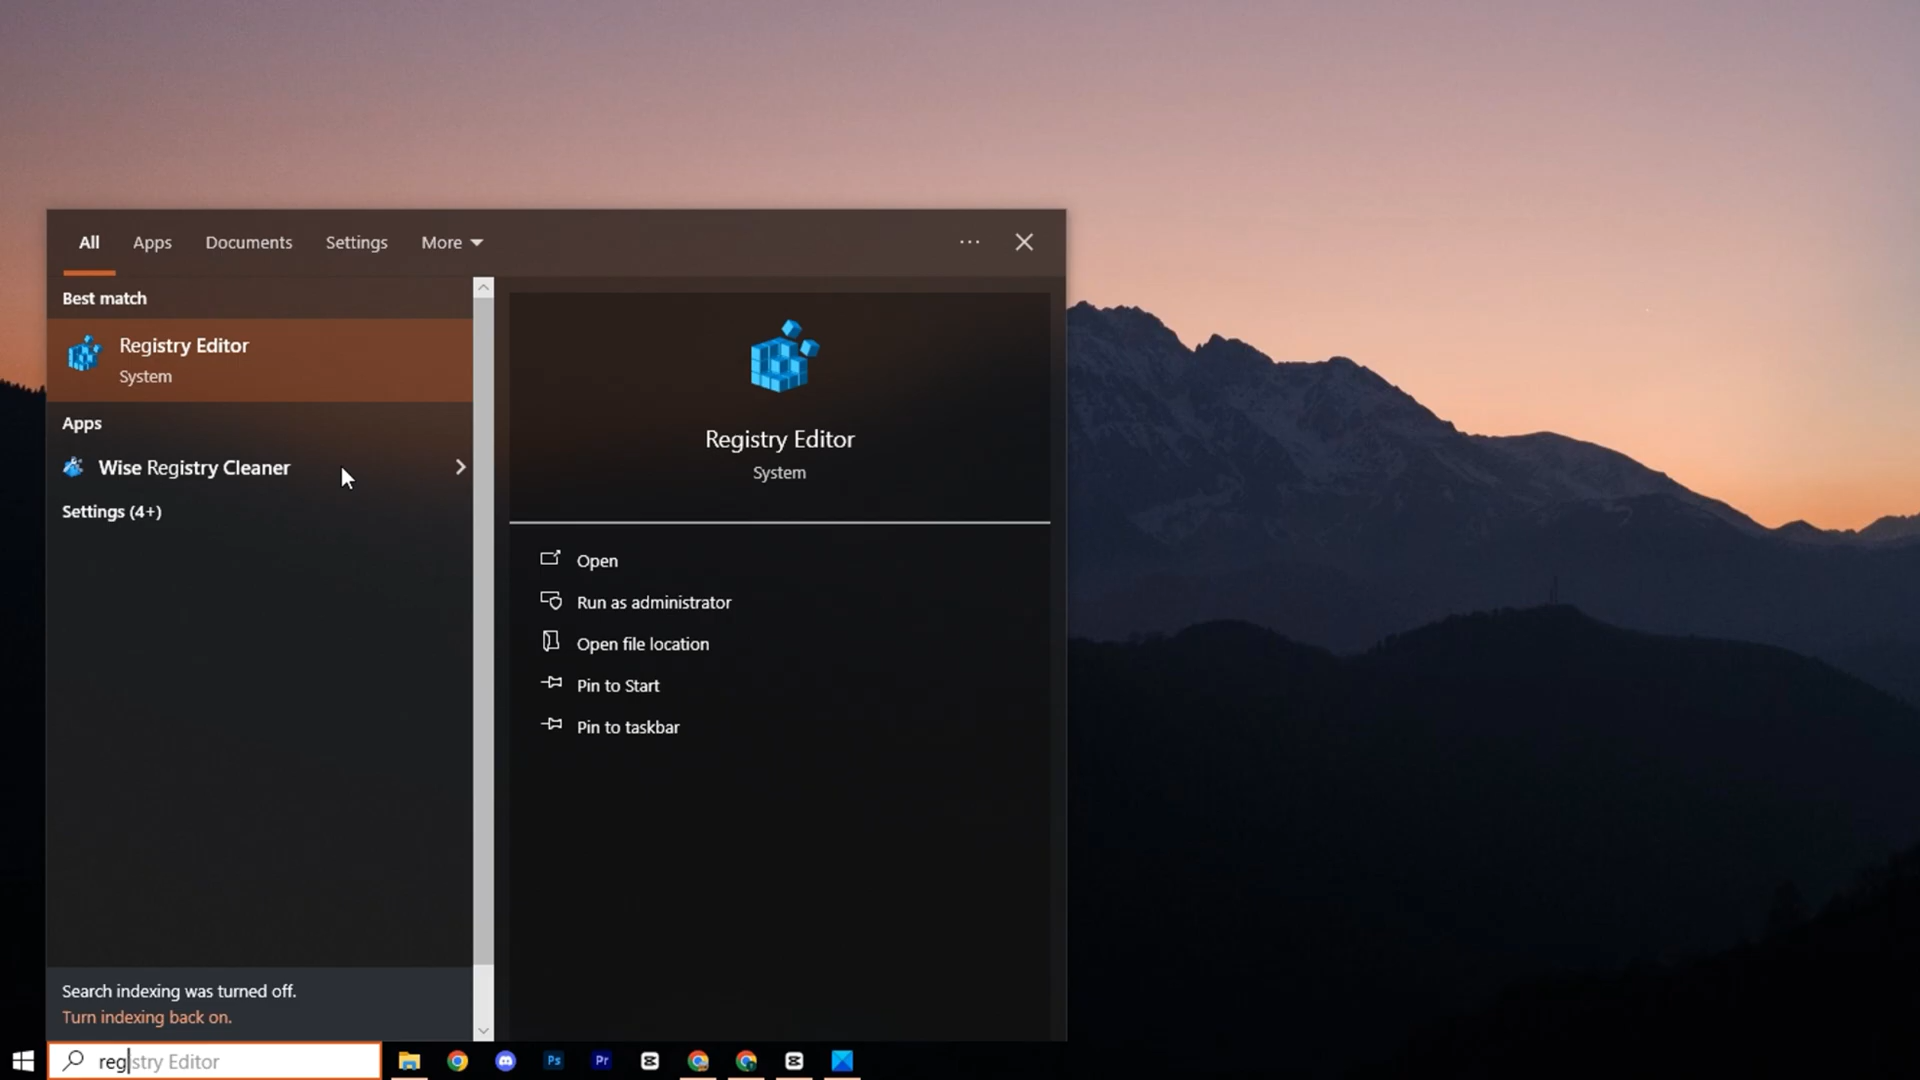 All
Apps
Documents
Settings
More
Best match
Registry Editor
System
Apps
Wise Registry Cleaner
Settings (4+)
Registry Editor
System
Open
Run as administrator
Open file location
Pin to Start
Pin to taskbar
Search indexing was turned off.
Turn indexing back on.
registry Editor
Ps
Pr